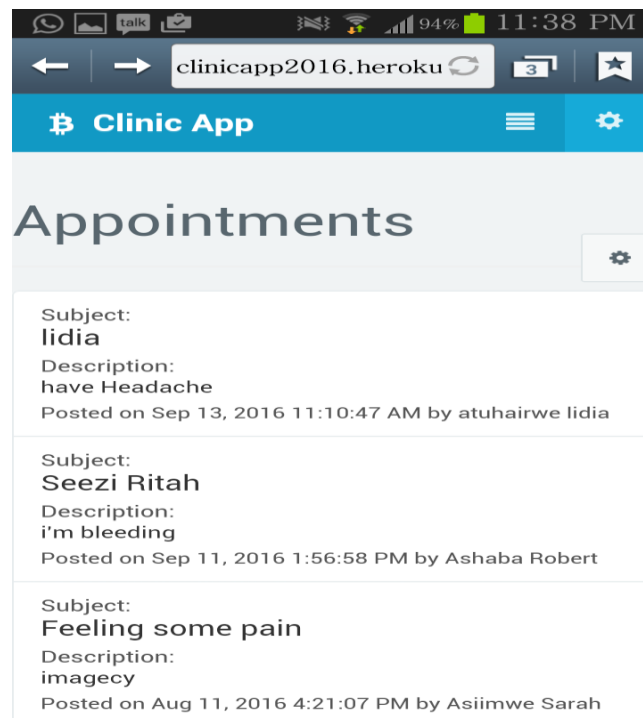 talk 94% 11:38 PM
clinicapp2016.heroku 3
Clinic App
Appointments
Subject:
lidia
Description:
have Headache
Posted on Sep 13, 2016 11:10:47 AM by atuhairwe lidia
Subject:
Seezi Ritah
Description:
i'm bleeding
Posted on Sep 11, 2016 1:56:58 PM by Ashaba Robert
Subject:
Feeling some pain
Description:
imagecy
Posted on Aug 11, 2016 4:21:07 PM by Asiimwe Sarah